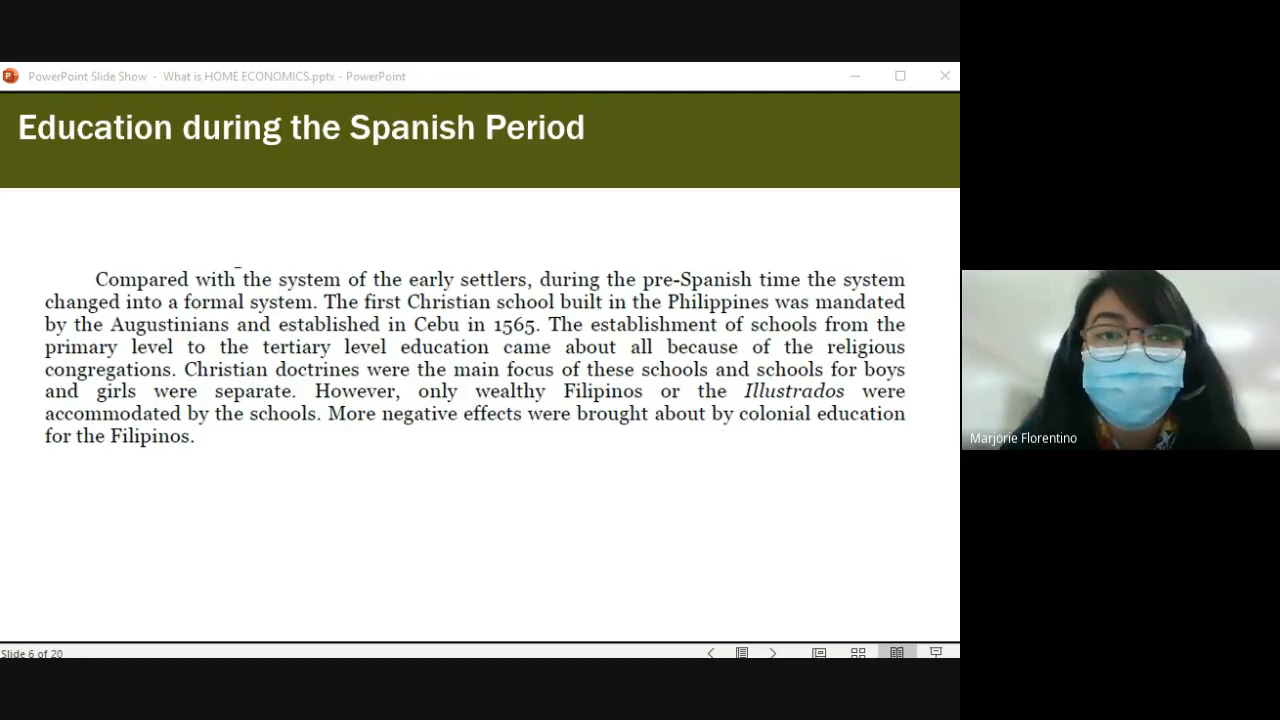 PowerPoint Slide Show - What is HOME ECONOMICS.pptx - PowerPoint
Education during the Spanish Period
Compared with the system of the early settlers, during the pre-Spanish time the system
changed into a formal system. The first Christian school built in the Philippines was mandated
by the Augustinians and established in Cebu in 1565. The establishment of schools from the
primary level to the tertiary level education came about all because of the religious
congregations. Christian doctrines were the main focus of these schools and schools for boys
and girls were separate. However, only wealthy Filipinos or the Illustrados were
accommodated by the schools. More negative effects were brought about by colonial education
for the Filipinos.
Marjorie Florentino
Slide 6 of 20